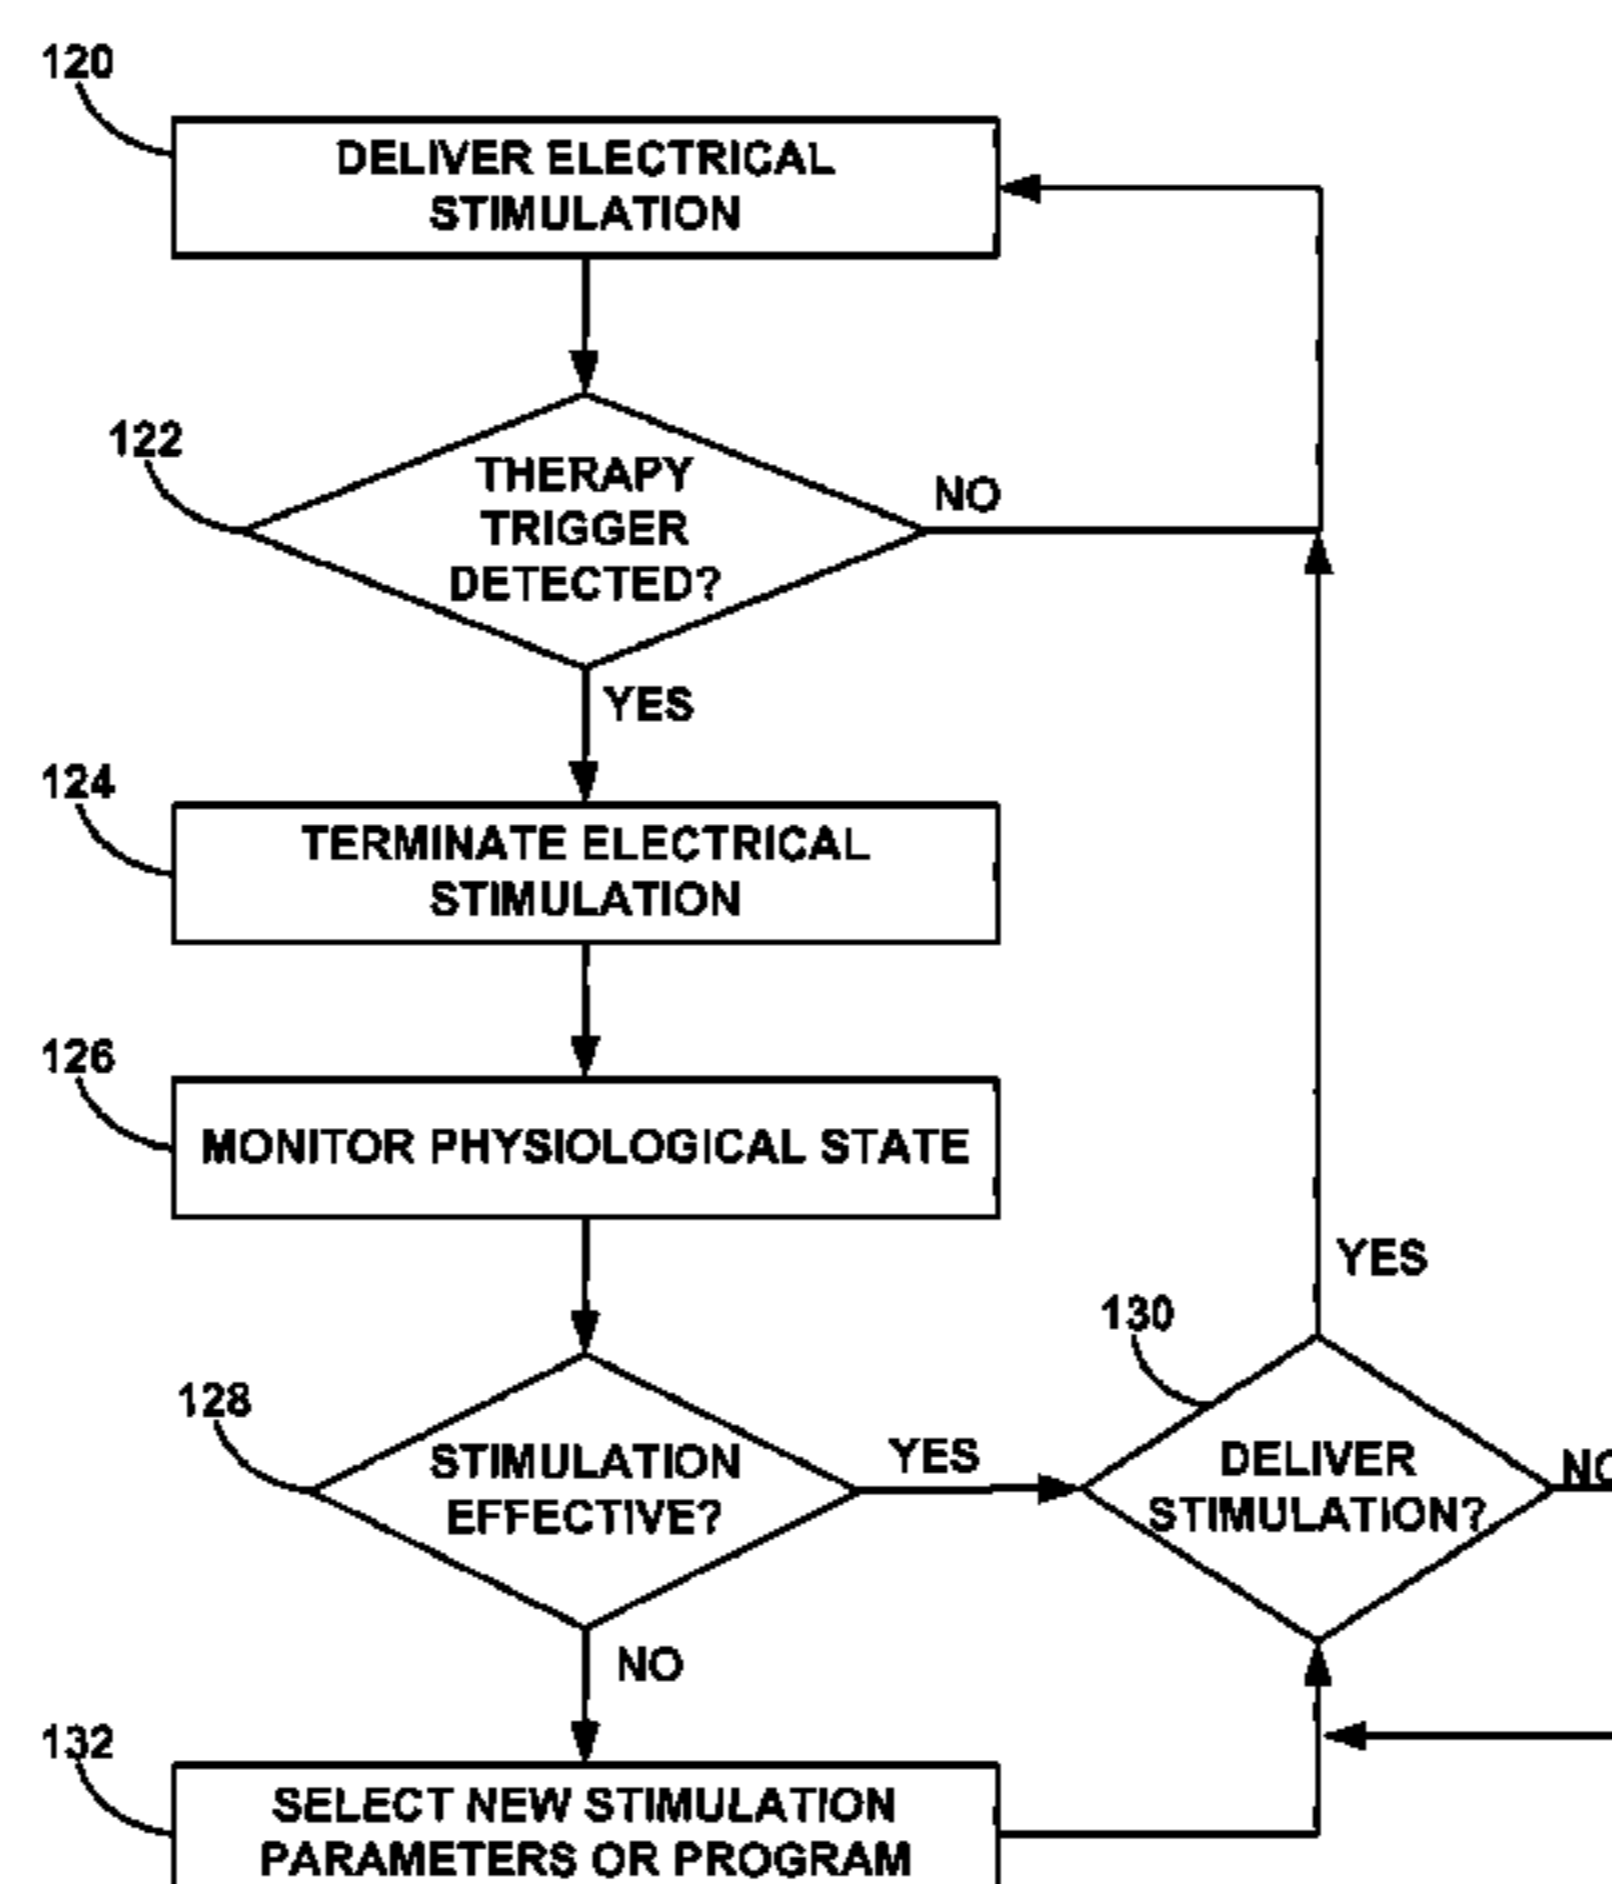 120
DELIVER ELECTRICAL
STIMULATION
122
THERAPY
TRIGGER
DETECTED?
NO
YES
124
TERMINATE ELECTRICAL
STIMULATION
126
MONITOR PHYSIOLOGICAL STATE
YES
130
128
STIMULATION
EFFECTIVE?
YES
DELIVER
STIMULATION?
NO
NO
132
SELECT NEW STIMULATION
PARAMETERS OR PROGRAM